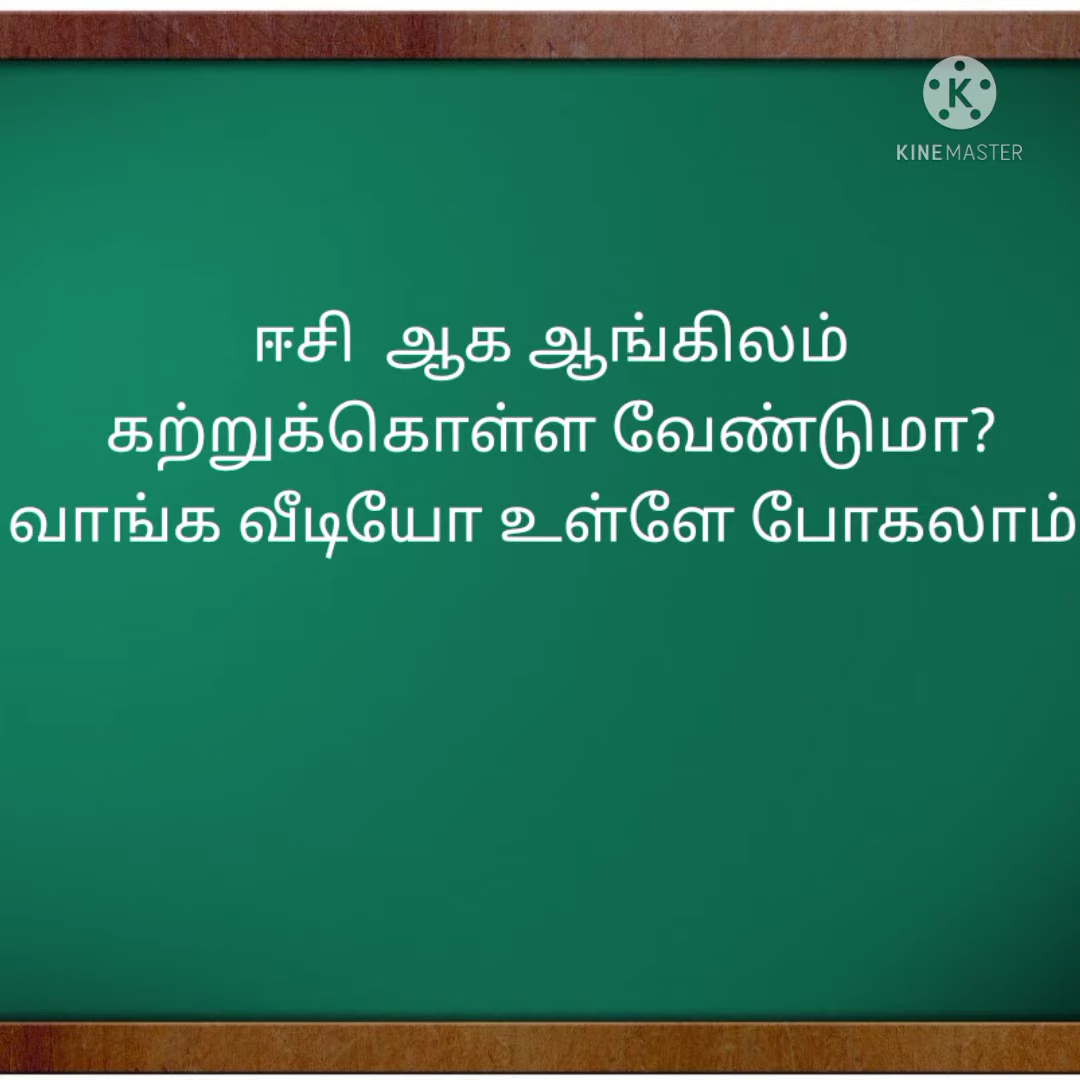 KINEMASTER
ஈசி ஆக ஆங்கிலம்
கற்றுக்கொள்ள வேண்டுமா?
வாங்க வீடியோ உள்ளே போகலாம்